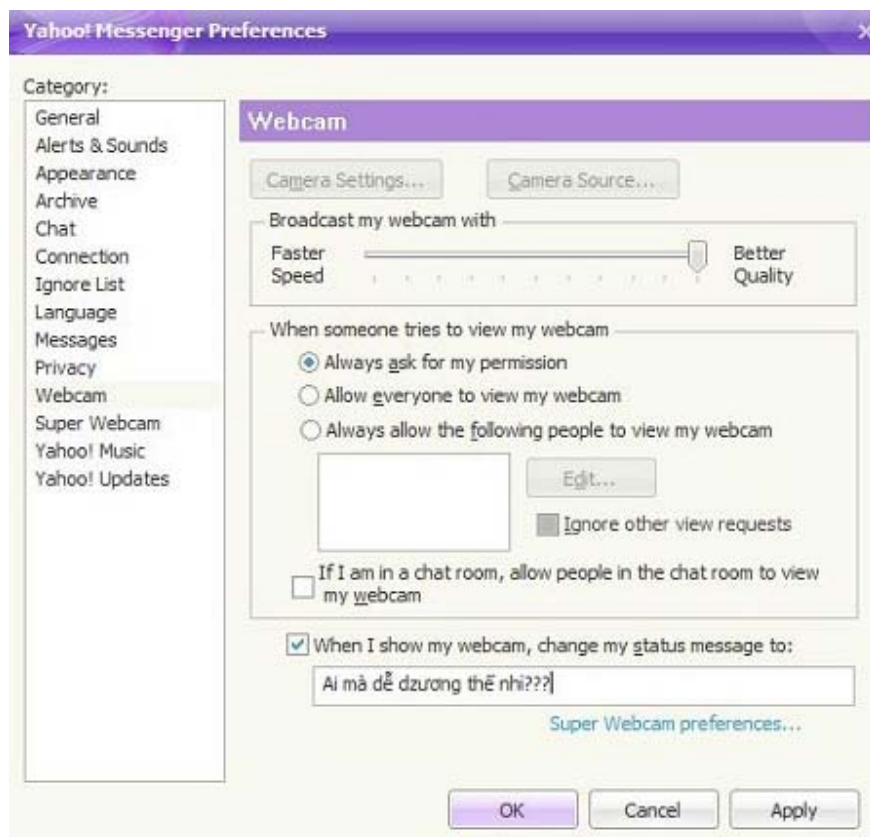 Yahoo! Messenger Preferences
Category:
General
Alerts & Sounds
Appearance
Archive
Chat
Connection
Ignore List
Language
Messages
Privacy
Webcam
Super Webcam
Yahoo! Music
Yahoo! Updates
Webcam
Camera Settings...
Camera Source...
Broadcast my webcam with
Faster
Speed
Better
Quality
When someone tries to view my webcam
Always ask for my permission
Allow everyone to view my webcam
Always allow the following people to view my webcam
Edit...
Ignore other view requests
If I am in a chat room, allow people in the chat room to view
my webcam
When I show my webcam, change my status message to:
Ai mà dễ dzương thế nhỉ???
Super Webcam preferences...
OK
Cancel
Apply